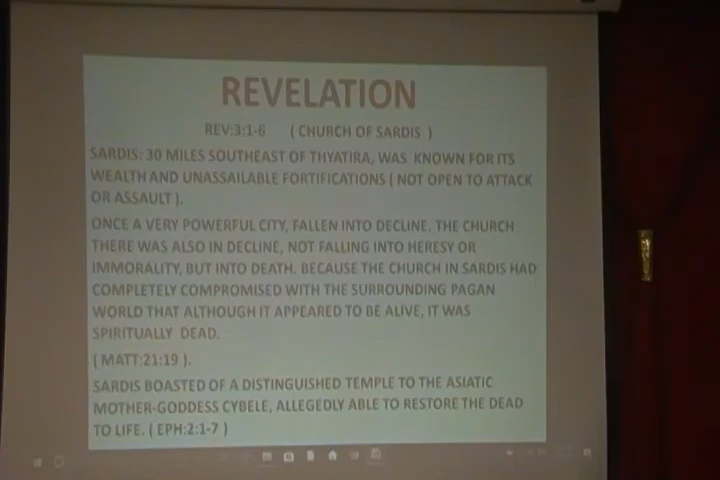 REVELATION
REV:3:1-6 ( CHURCH OF SARDIS )
SARDIS: 30 MILES SOUTHEAST OF THYATIRA, WAS KNOWN FOR ITS
WEALTH AND UNASSAILABLE FORTIFICATIONS ( NOT OPEN TO ATTACK
OR ASSAULT ).
ONCE A VERY POWERFUL CITY, FALLEN INTO DECLINE. THE CHURCH
THERE WAS ALSO IN DECLINE, NOT FALLING INTO HERESY OR
IMMORALITY, BUT INTO DEATH. BECAUSE THE CHURCH IN SARDIS HAD
COMPLETELY COMPROMISED WITH THE SURROUNDING PAGAN
WORLD THAT ALTHOUGH IT APPEARED TO BE ALIVE, IT WAS
SPIRITUALLY DEAD.
( MATT:21:19 ).
SARDIS BOASTED OF A DISTINGUISHED TEMPLE TO THE ASIATIC
MOTHER-GODDESS CYBELE, ALLEGEDLY ABLE TO RESTORE THE DEAD
TO LIFE. ( EPH:2:1-7 )